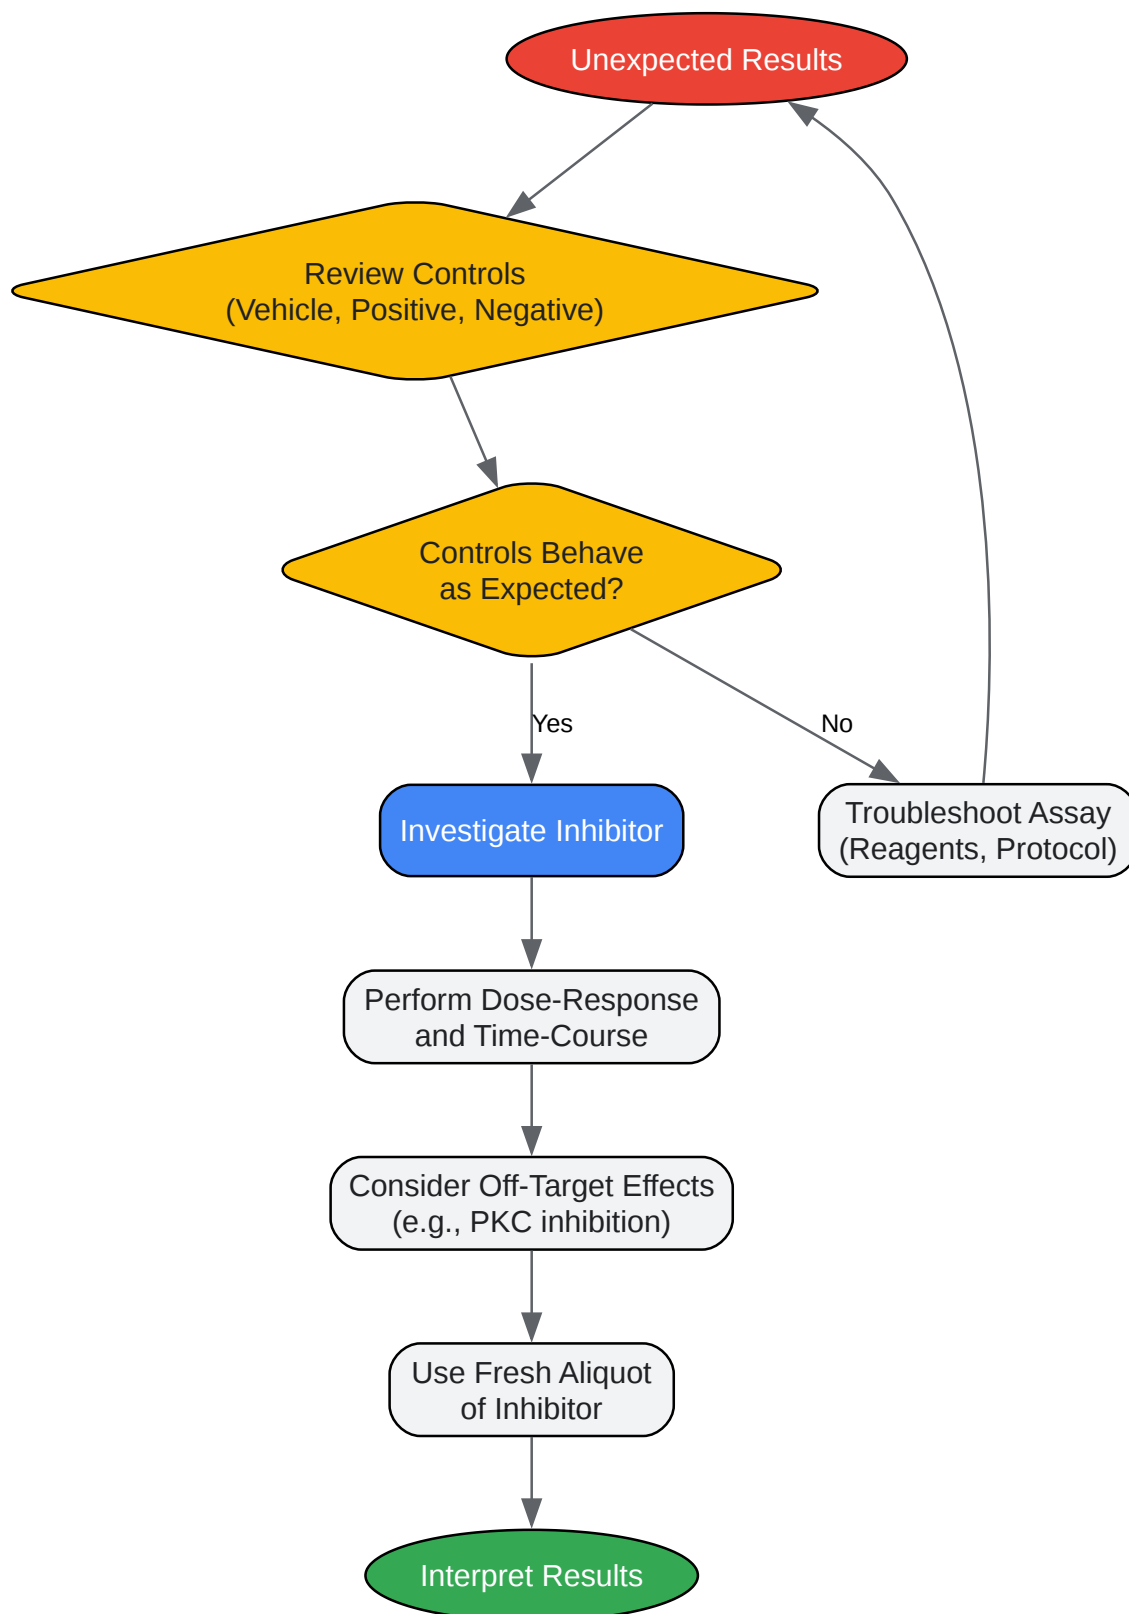 Unexpected Results
Review Controls
(Vehicle, Positive, Negative)
Controls Behave
as Expected?
Yes
No
Investigate Inhibitor
Troubleshoot Assay
(Reagents, Protocol)
Perform Dose-Response
and Time-Course
Consider Off-Target Effects
(e.g., PKC inhibition)
Use Fresh Aliquot
of Inhibitor
Interpret Results